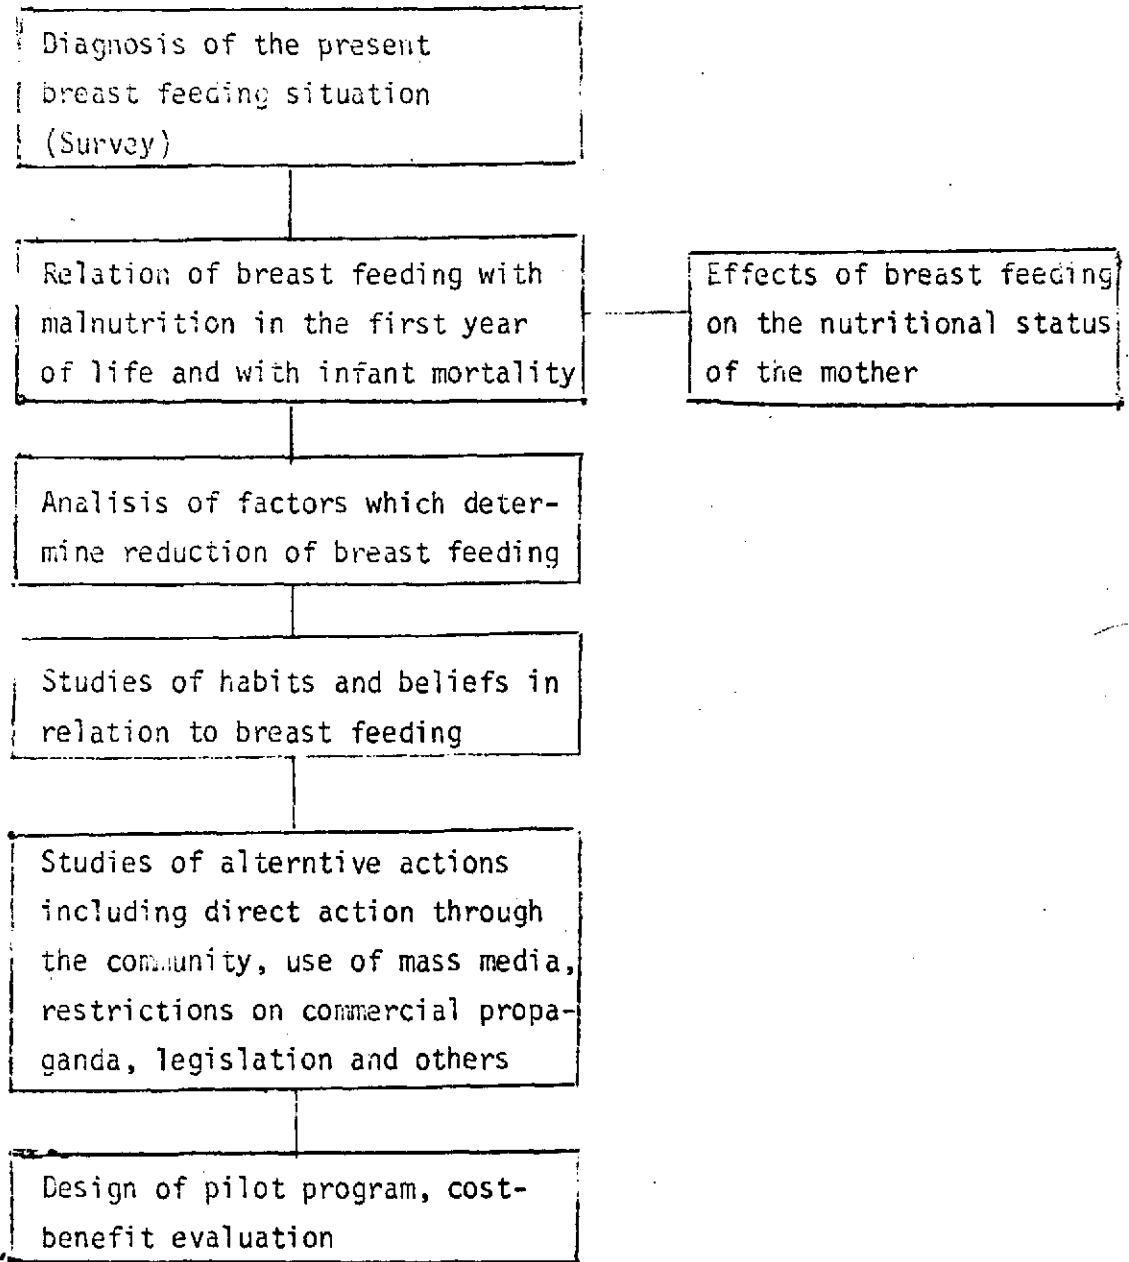 Diagnosis of the present
breast feeding situation
(Survey)
Relation of breast feeding with
malnutrition in the first year
of life and with infant mortality
Effects of breast feeding
on the nutritional status
of the mother
Analisis of factors which deter-
mine reduction of breast feeding
Studies of habits and beliefs in
relation to breast feeding
Studies of alterntive actions
including direct action through
the community, use of mass media,
restrictions on commercial propa-
ganda, legislation and others
Design of pilot program, cost-
benefit evaluation